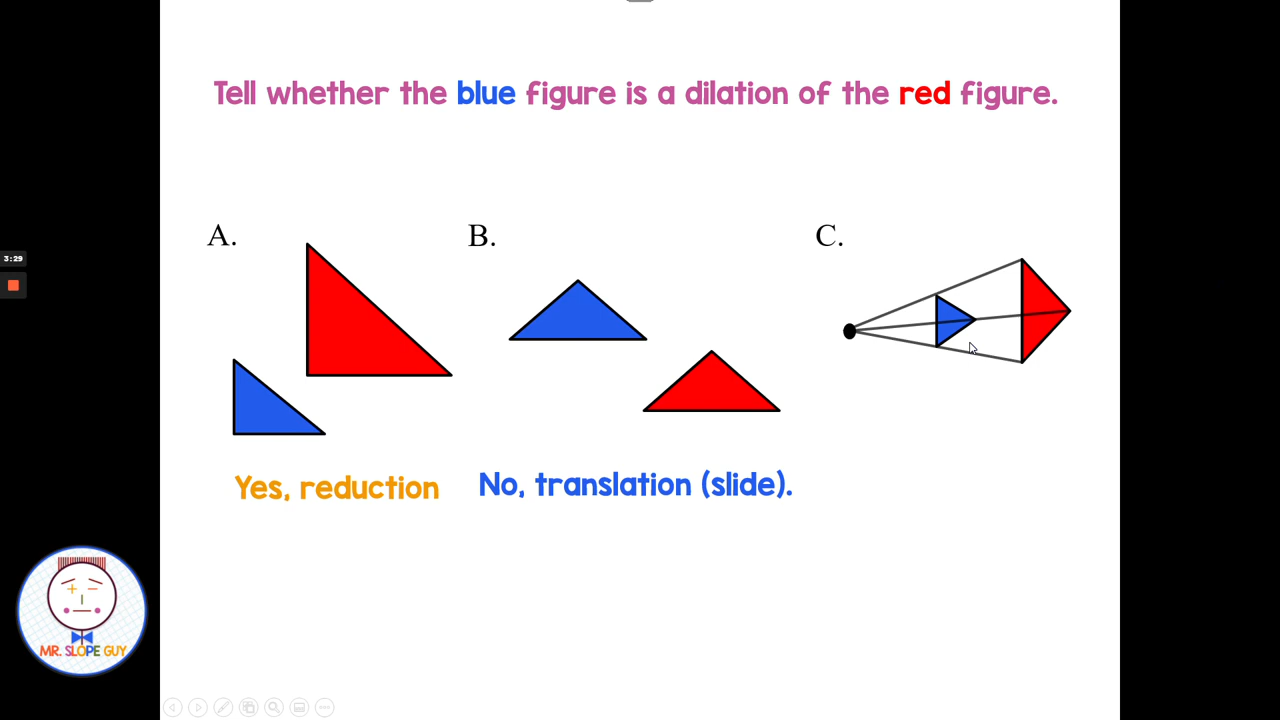 Tell whether the blue figure is a dilation of the red figure.
A.
B.
C.
3:29
Yes, reduction
No, translation (slide).
MR. SLOPE GUY